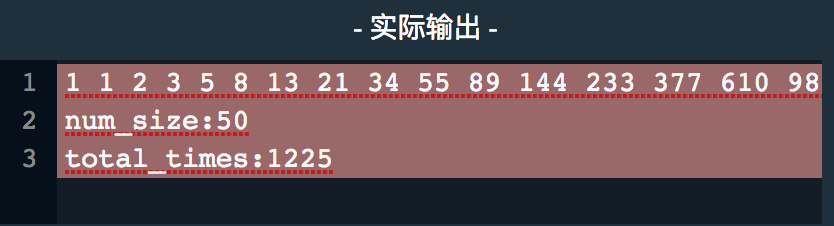 - 实际输出 -
1 1 1 2 3 5 8 13 21 34 55 89 144 233 377 610 98
2 num_size:50
3 total_times:1225